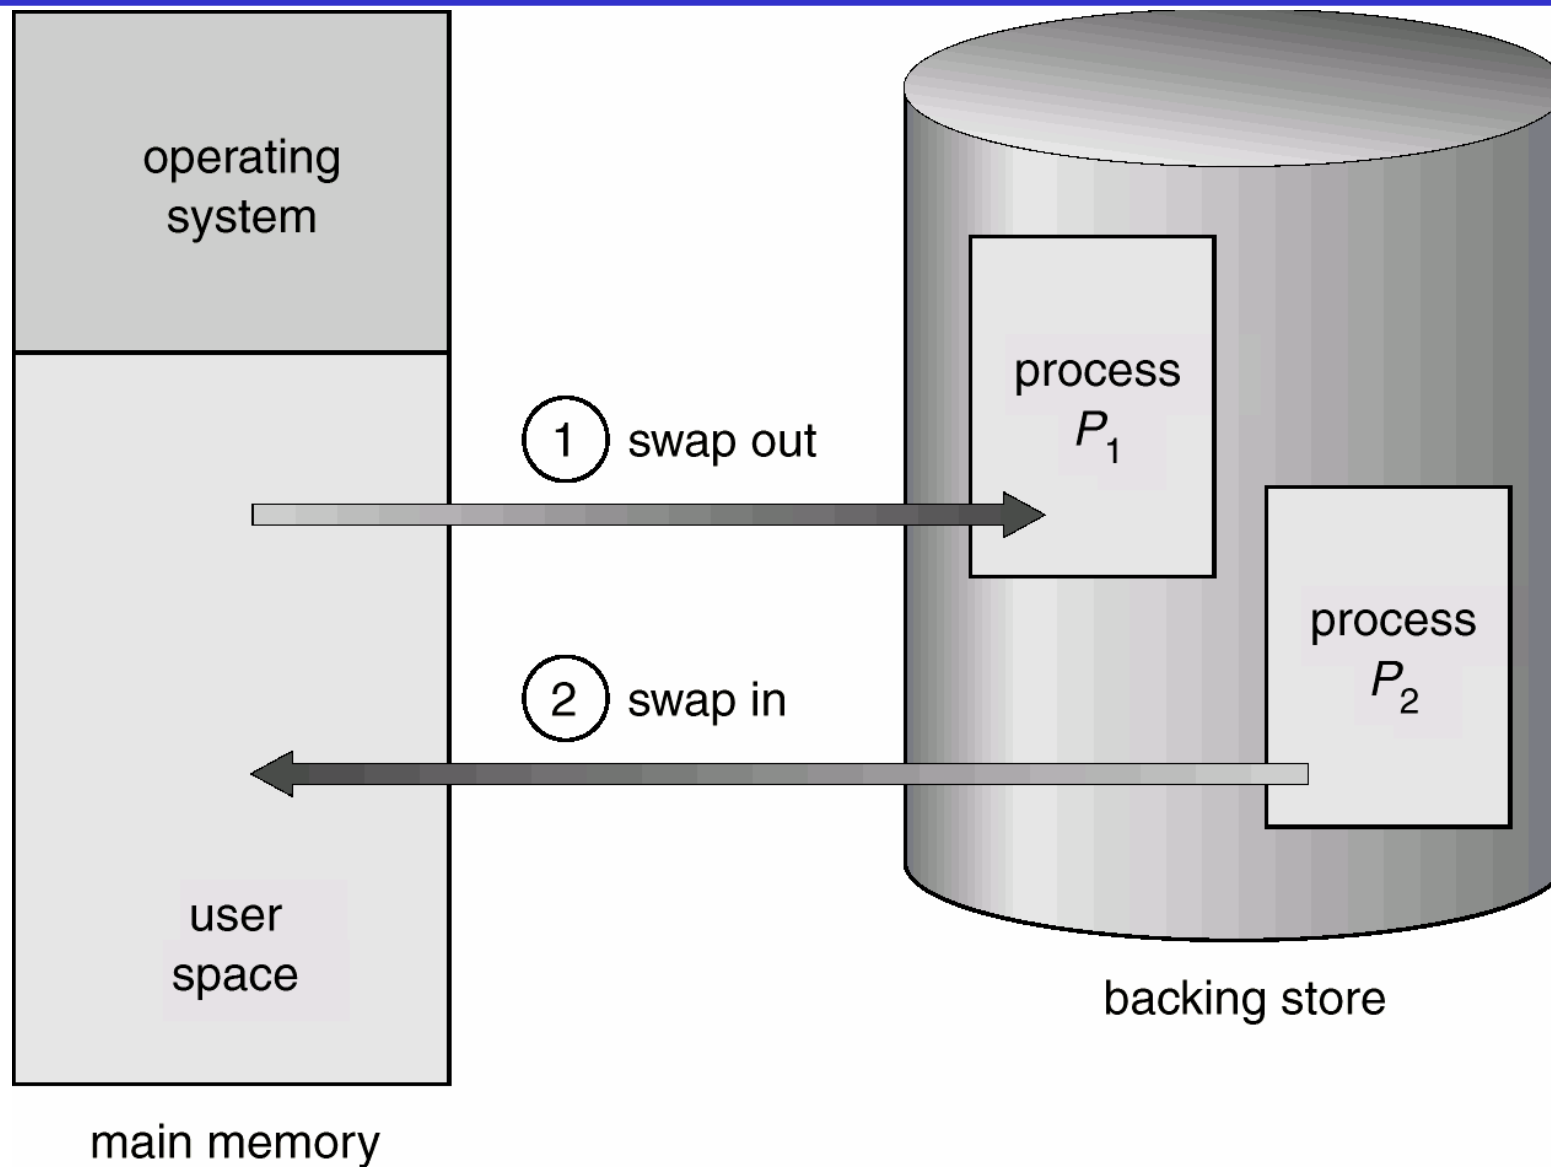 operating
system
process
P1
1 swap out
process
P2
2 swap in
user
space
backing store
main memory